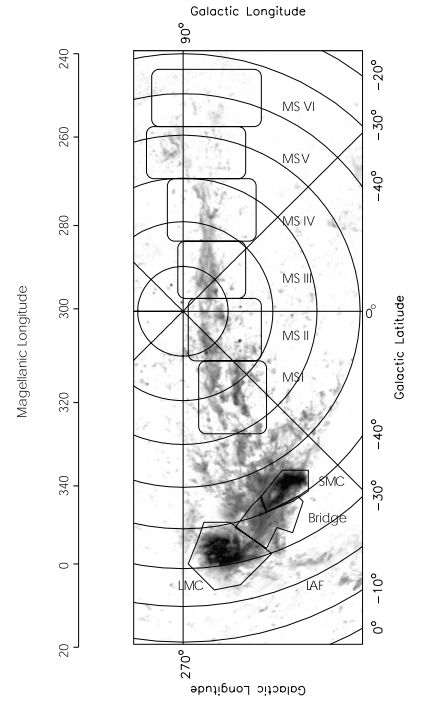 Galactic Longitude
90°
240
260
280
300
320
340
0
20
Magellanic Longitude
MS VI
MS V
MS IV
MS III
MS II
MS I
SMC
Bridge
LMC
LAF
−20°
−30°
−40°
0°
−40°
−30°
−10°
0°
Galactic Latitude
270°
Galactic Longitude